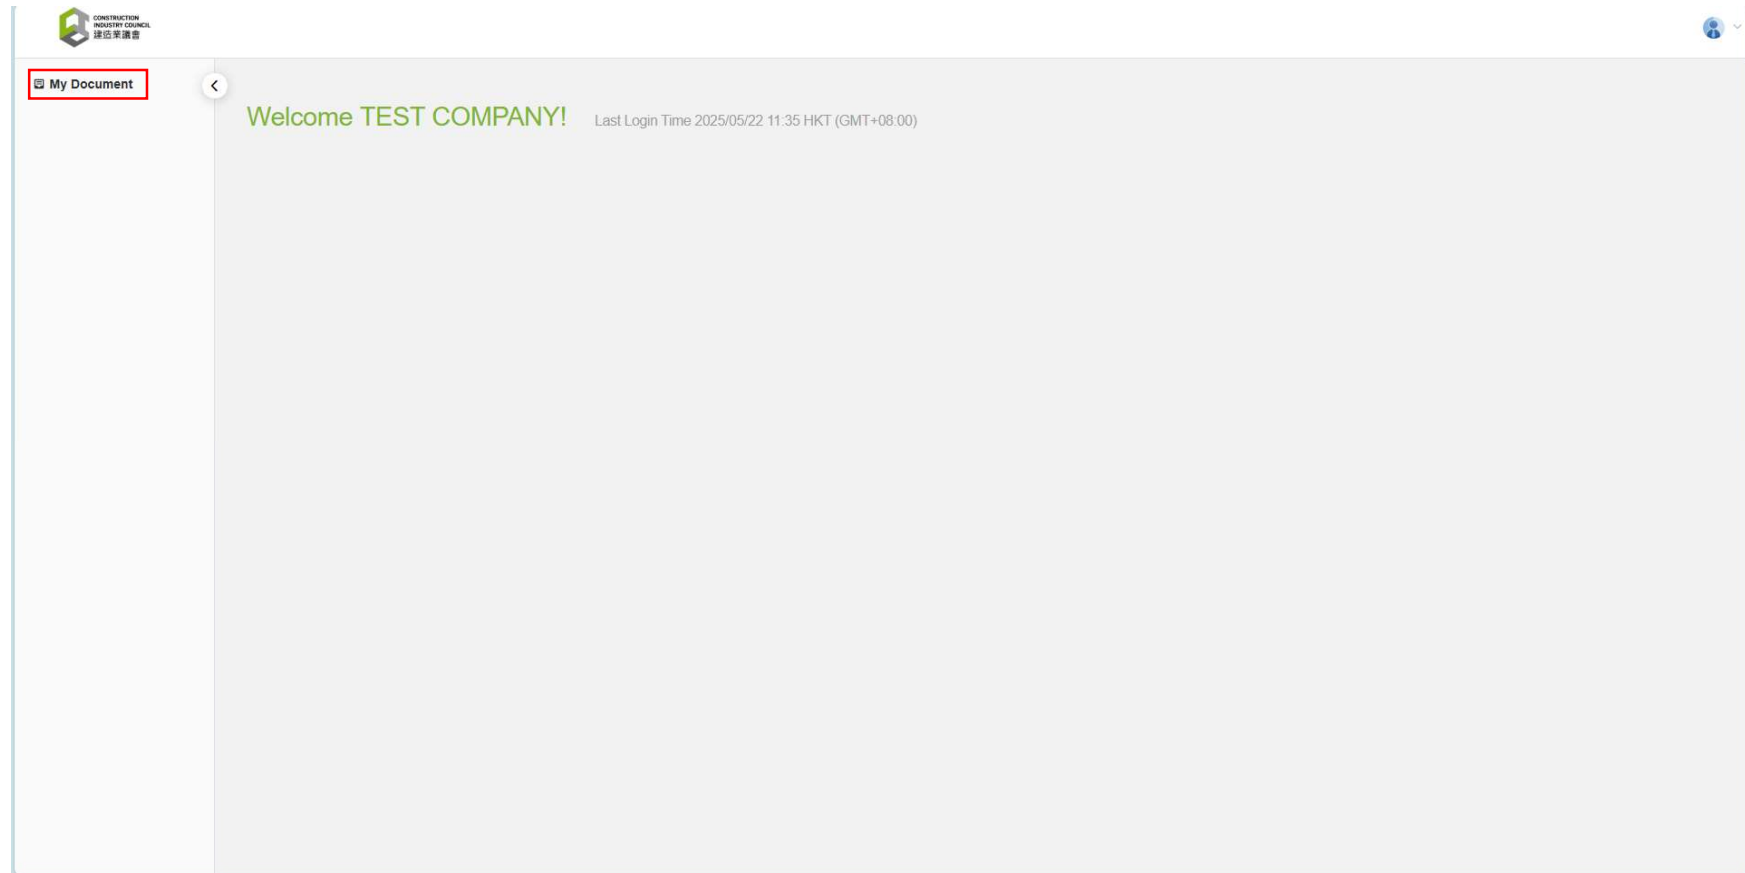 CONSTRUCTION
INDUSTRY COUNCIL
建造業議會
My Document
Welcome TEST COMPANY! Last Login Time 2025/05/22 11:35 HKT (GMT+08:00)